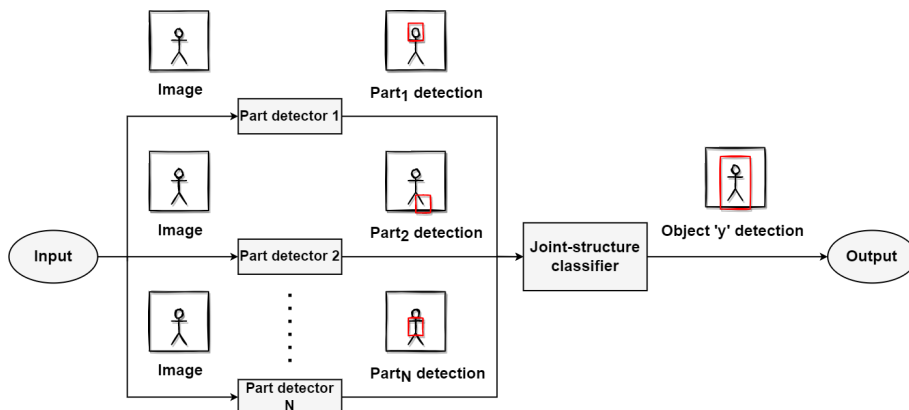 Image
Part1 detection
Part detector 1
Image
Part2 detection
Object 'y' detection
Input
Part detector 2
Joint-structure
classifier
Output
Image
PartN detection
Part detector
N